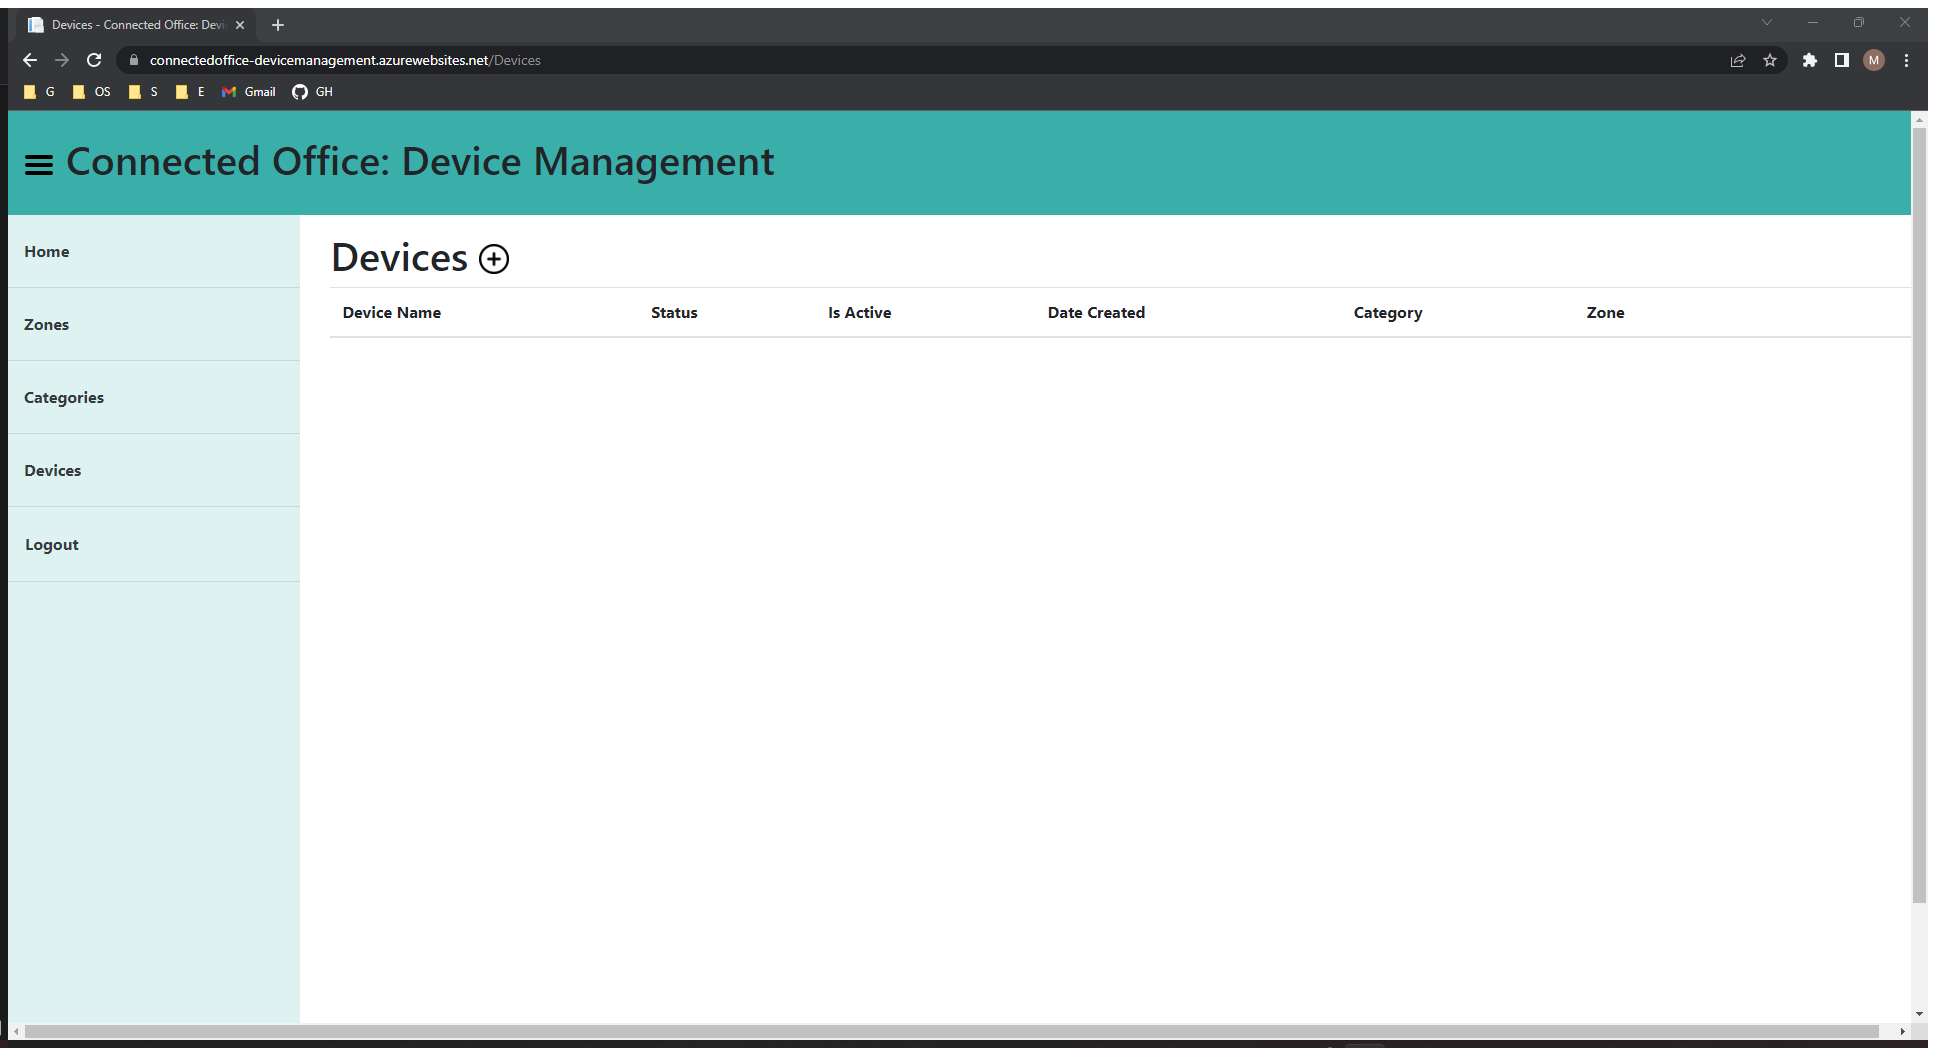 Devices - Connected Office: Devi
connectedoffice-devicemanagement.azurewebsites.net/Devices
M
G OS S E Gmail GH
Connected Office: Device Management
Home
Zones
Categories
Devices
Logout
Devices
Device Name Status Is Active Date Created Category Zone